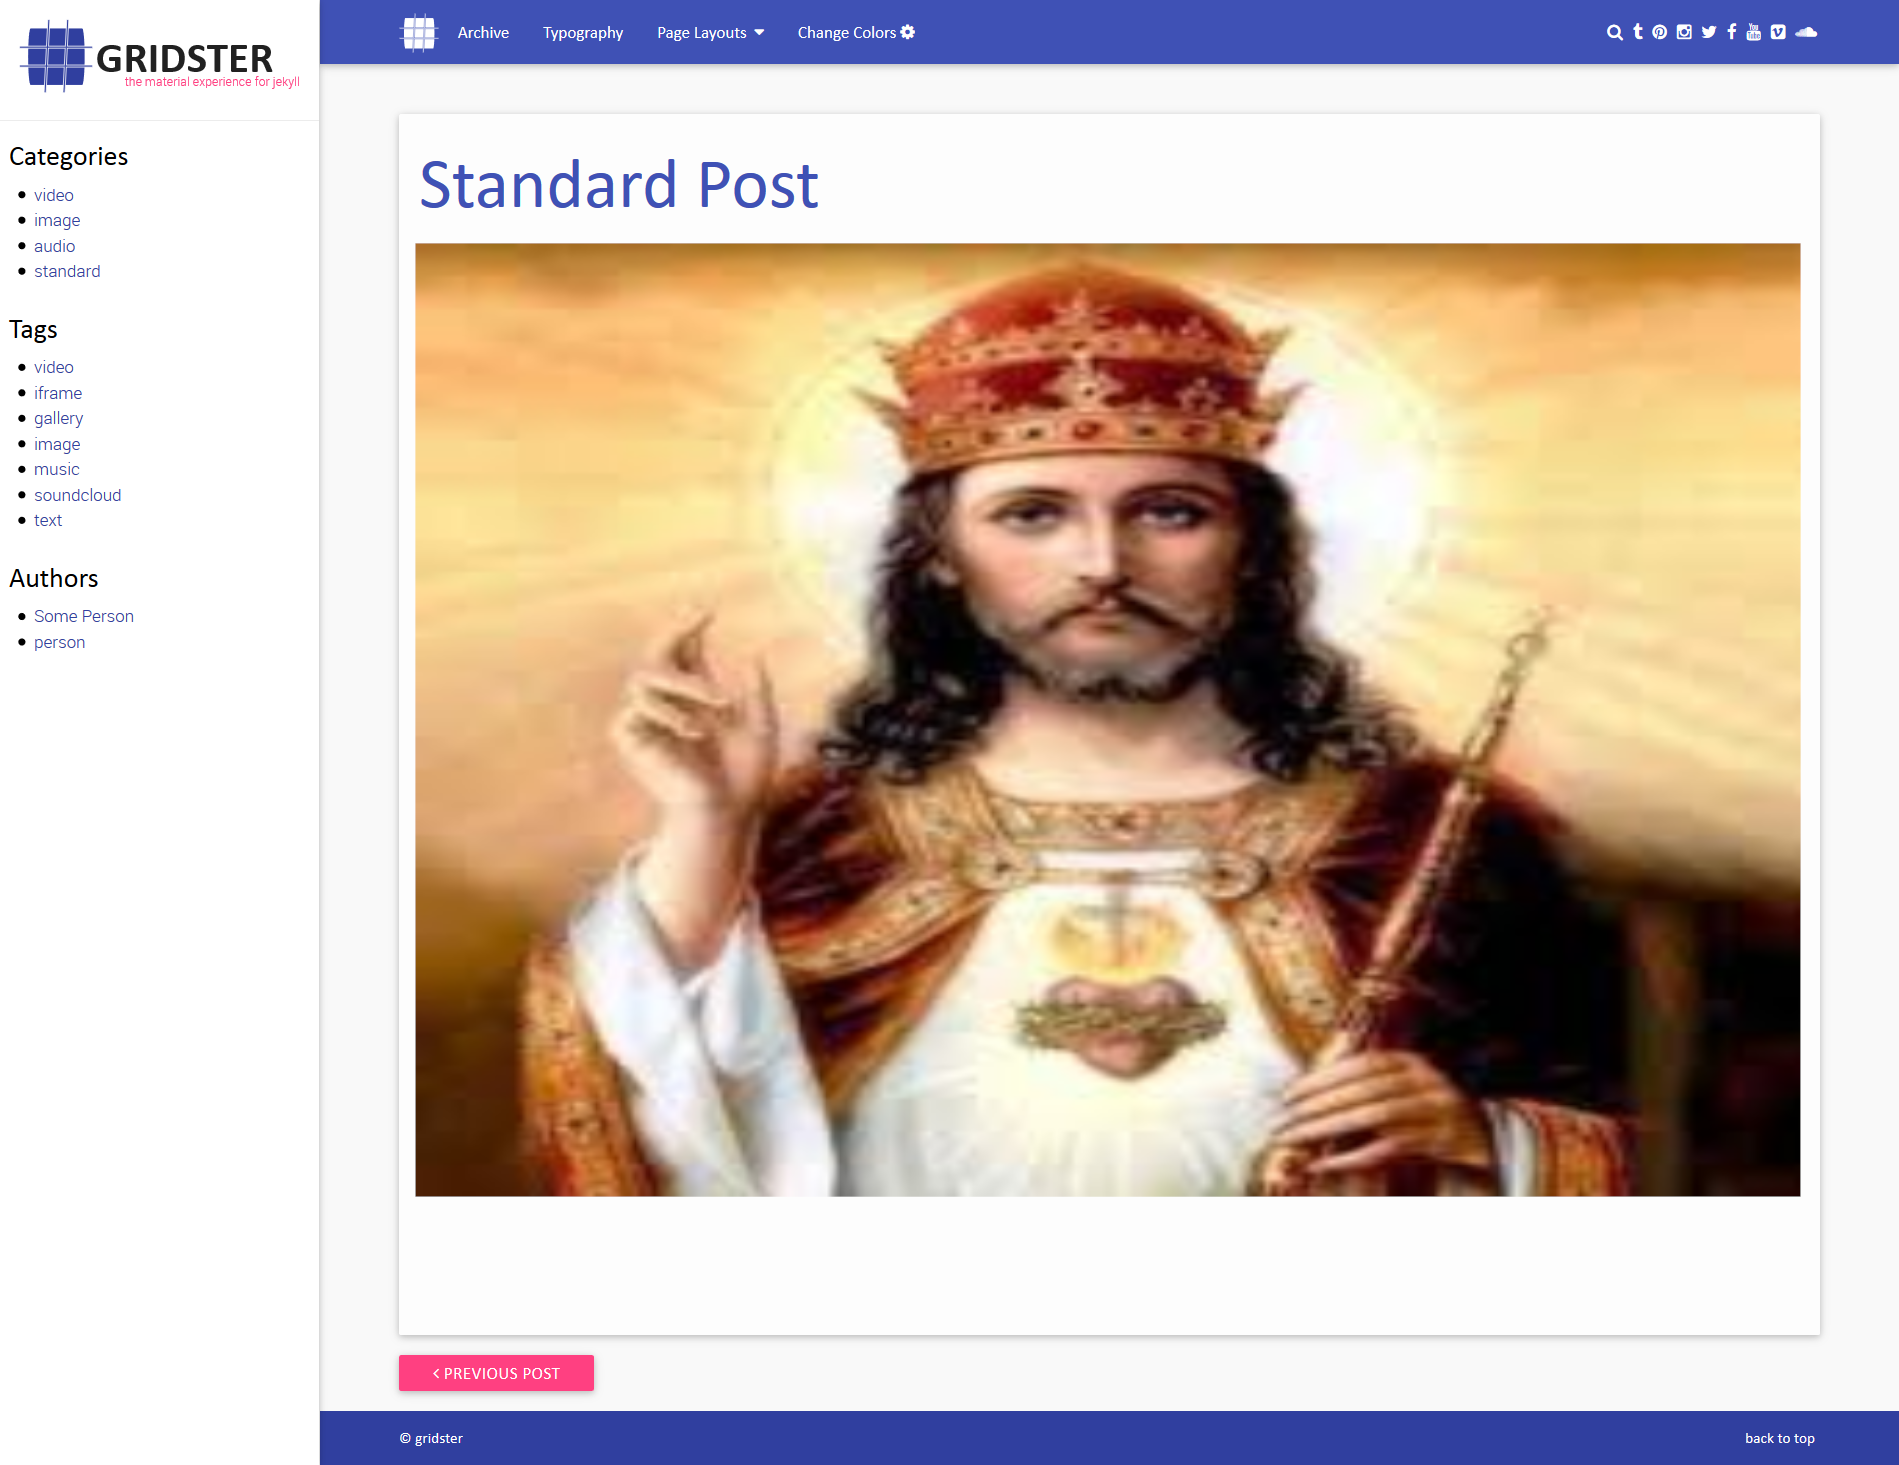 GRIDSTER
the material experience for jekyll
Archive Typography Page Layouts Change Colors
Categories
video
image
audio
standard
Tags
video
iframe
gallery
image
music
soundcloud
text
Authors
Some Person
person
Standard Post
PREVIOUS POST
© gridster
back to top